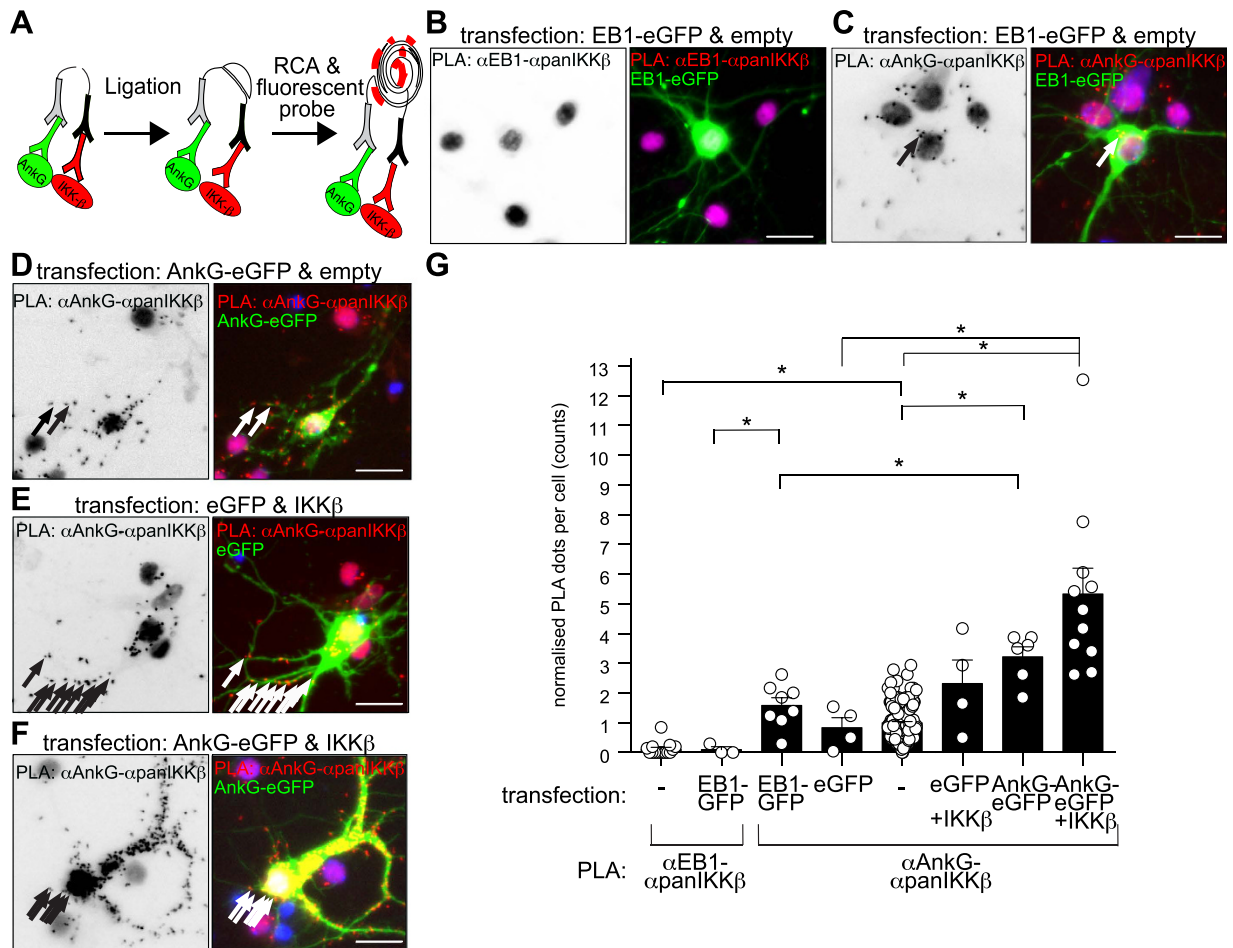 A
Ligation
RCA &
fluorescent
probe
AnkG
IKK-β
AnkG
IKK-β
AnkG
IKK-β
B
transfection: EB1-eGFP & empty
PLA: αEB1-αpanIKKβ
PLA: αEB1-αpanIKKβ
EB1-eGFP
C
transfection: EB1-eGFP & empty
PLA: αAnkG-αpanIKKβ
PLA: αAnkG-αpanIKKβ
EB1-eGFP
D
transfection: AnkG-eGFP & empty
PLA: αAnkG-αpanIKKβ
PLA: αAnkG-αpanIKKβ
AnkG-eGFP
E
transfection: eGFP & IKKβ
PLA: αAnkG-αpanIKKβ
PLA: αAnkG-αpanIKKβ
eGFP
F
transfection: AnkG-eGFP & IKKβ
PLA: αAnkG-αpanIKKβ
PLA: αAnkG-αpanIKKβ
AnkG-eGFP
G
normalised PLA dots per cell (counts)
13
12
11
10
9
8
7
6
5
4
3
2
1
0
*
*
*
*
*
*
transfection:
-
EB1-
GFP
EB1-
GFP
eGFP
-
eGFP
+IKKβ
AnkG-
eGFP
AnkG-
eGFP
+IKKβ
PLA:
αEB1-
αpanIKKβ
αAnkG-
αpanIKKβ